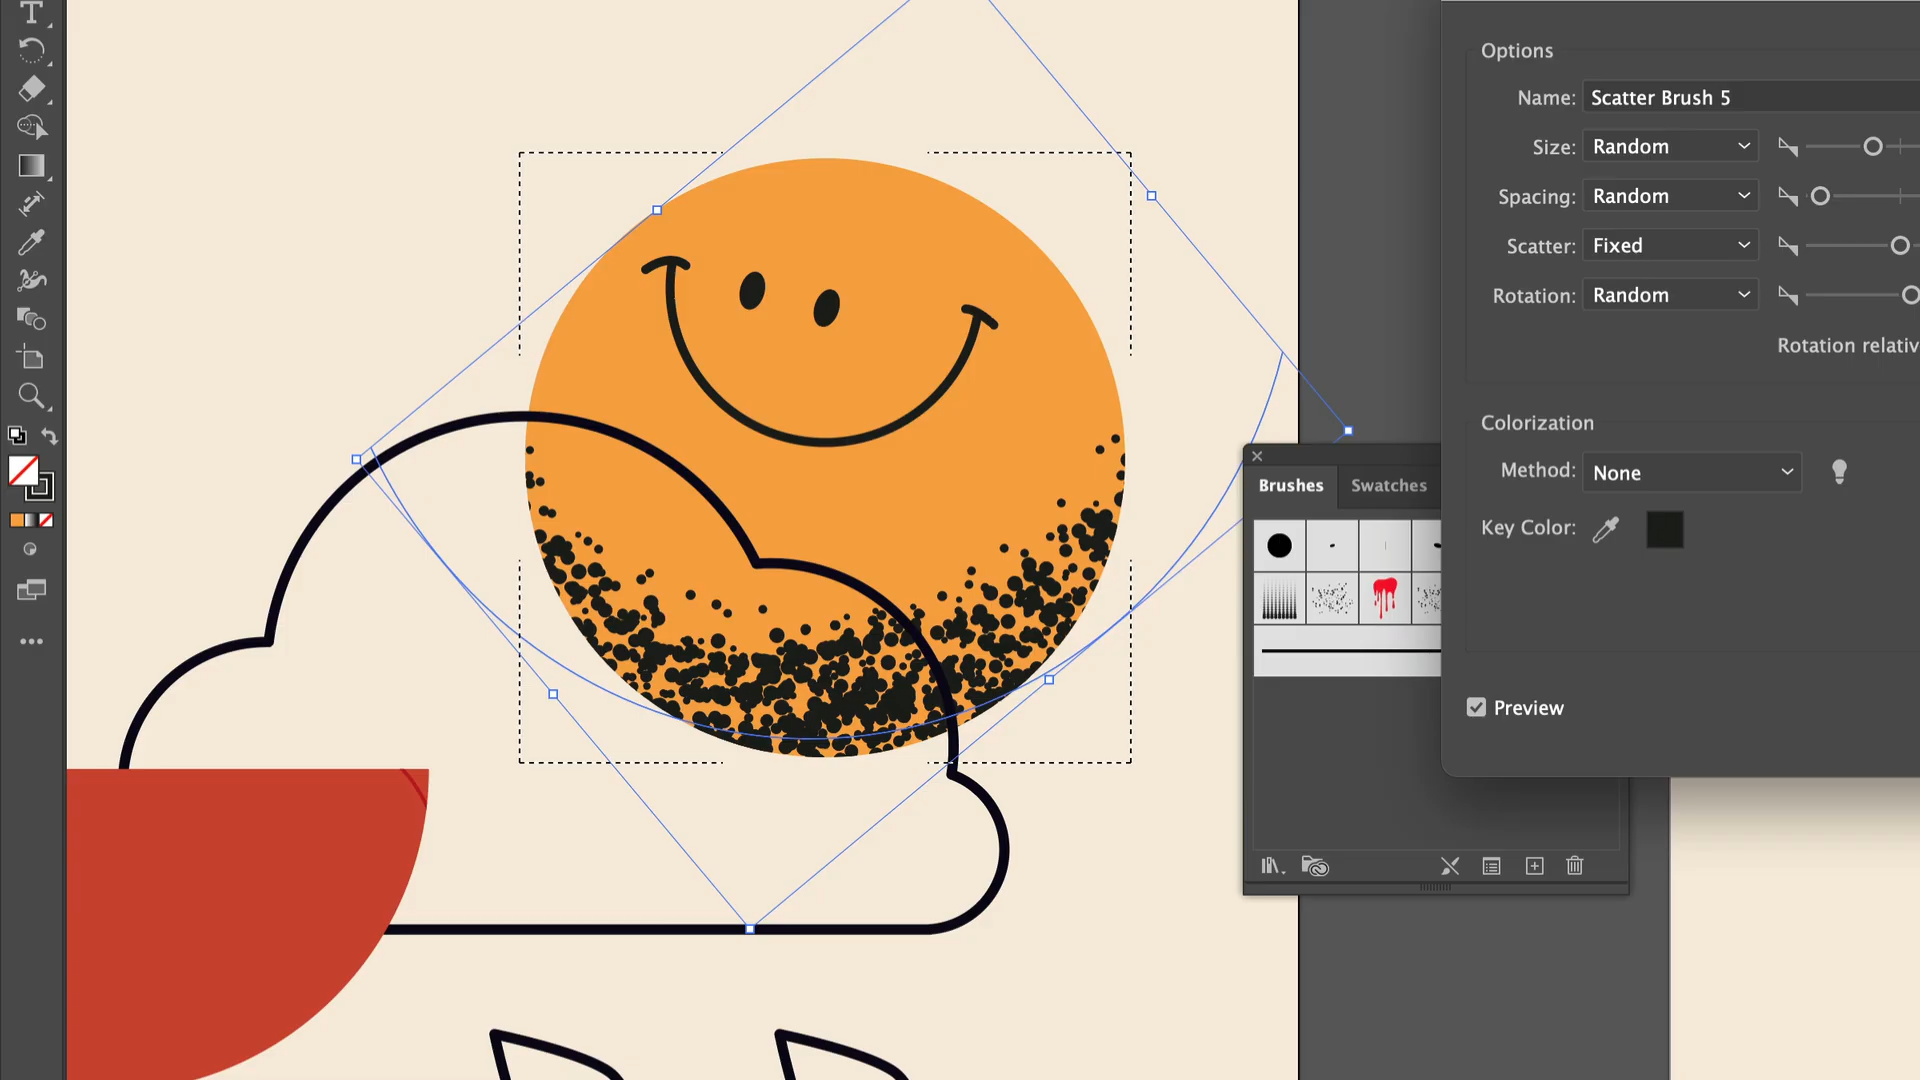 Options
Name: Scatter Brush 5
Size: Random
Spacing: Random
Scatter: Fixed
Rotation: Random
Rotation relativ
Colorization
Method: None
Key Color:
Preview
Brushes Swatches